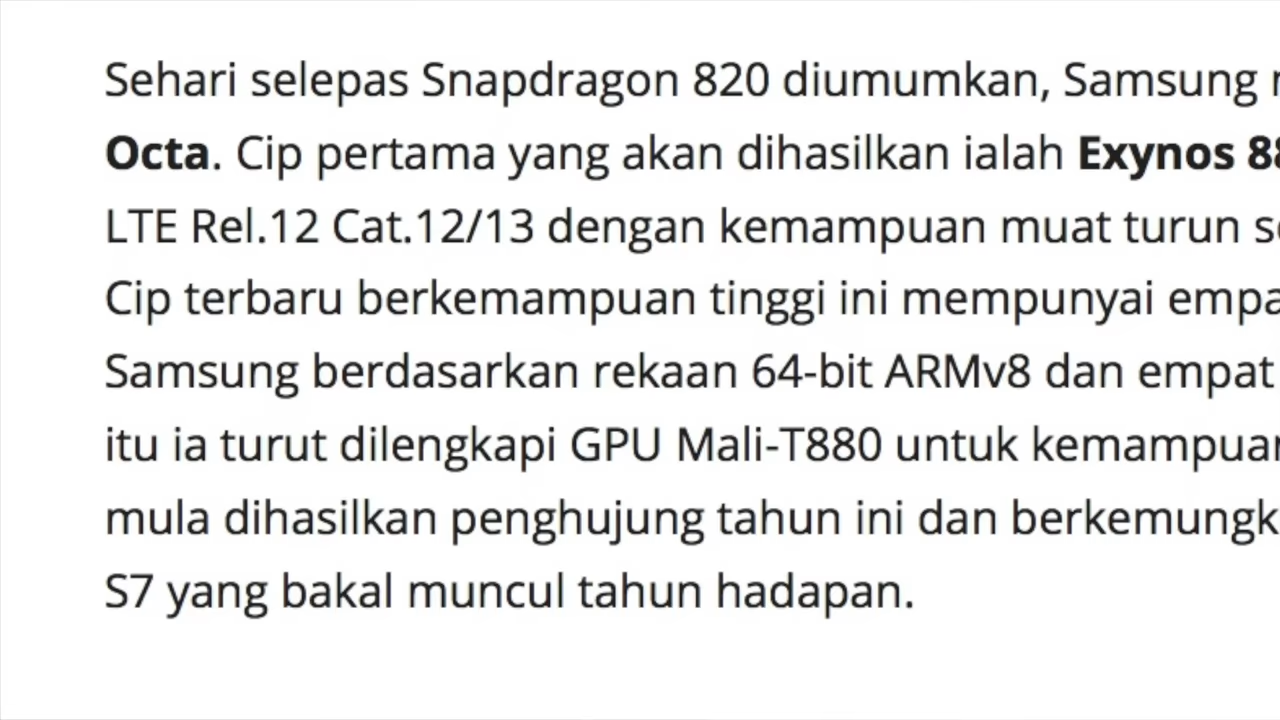 Sehari selepas Snapdragon 820 diumumkan, Samsung
Octa. Cip pertama yang akan dihasilkan ialah Exynos
LTE Rel.12 Cat.12/13 dengan kemampuan muat turun
Cip terbaru berkemampuan tinggi ini mempunyai
Samsung berdasarkan rekaan 64-bit ARMv8 dan empat
itu ia turut dilengkapi GPU Mali-T880 untuk
mula dihasilkan penghujung tahun ini dan
S7 yang bakal muncul tahun hadapan.